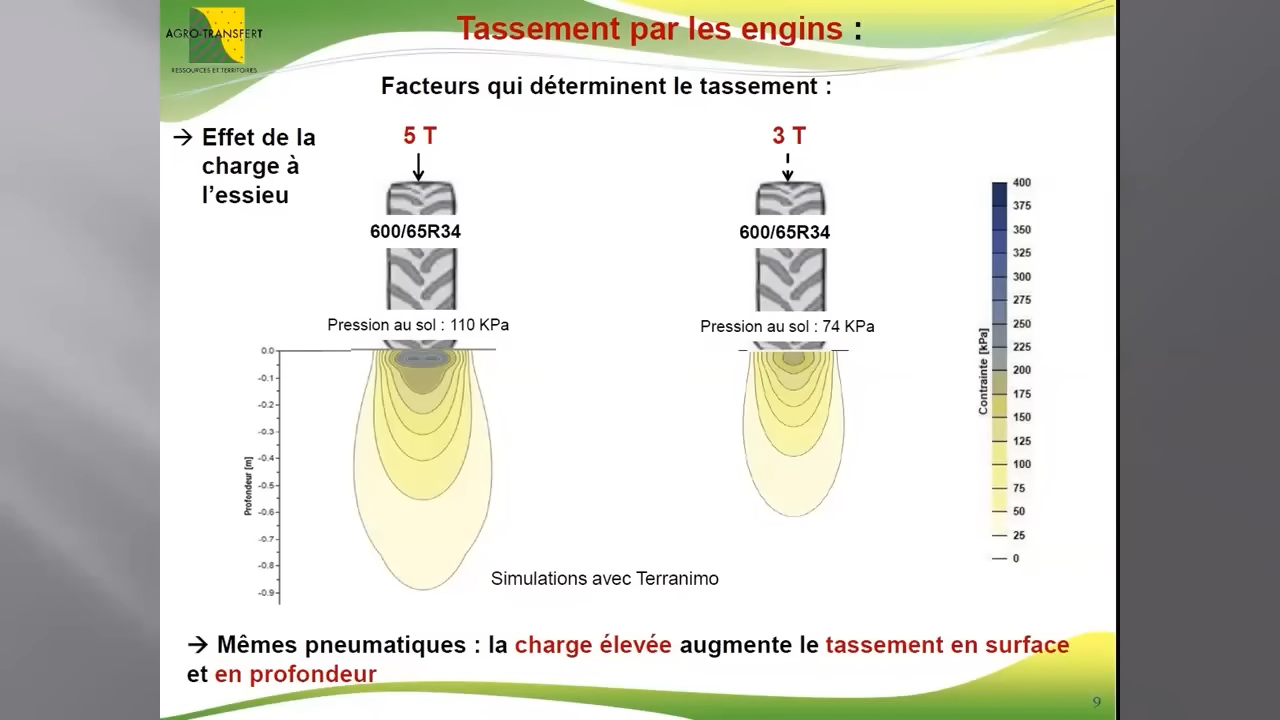 AGRO-TRANSFERT
RESSOURCES ET TERRITOIRES
Tassement par les engins :
Facteurs qui déterminent le tassement :
→ Effet de la
charge à
l'essieu
5 T
3 T
600/65R34
600/65R34
Pression au sol : 110 KPa
Pression au sol : 74 KPa
Profondeur [m]
0.0
-0.1
-0.2
-0.3
-0.4
-0.5
-0.6
-0.7
-0.8
-0.9
Contrainte [kPa]
400
375
350
325
300
275
250
225
200
175
150
125
100
75
50
25
0
Simulations avec Terranimo
→ Mêmes pneumatiques : la charge élevée augmente le tassement en surface
et en profondeur
9